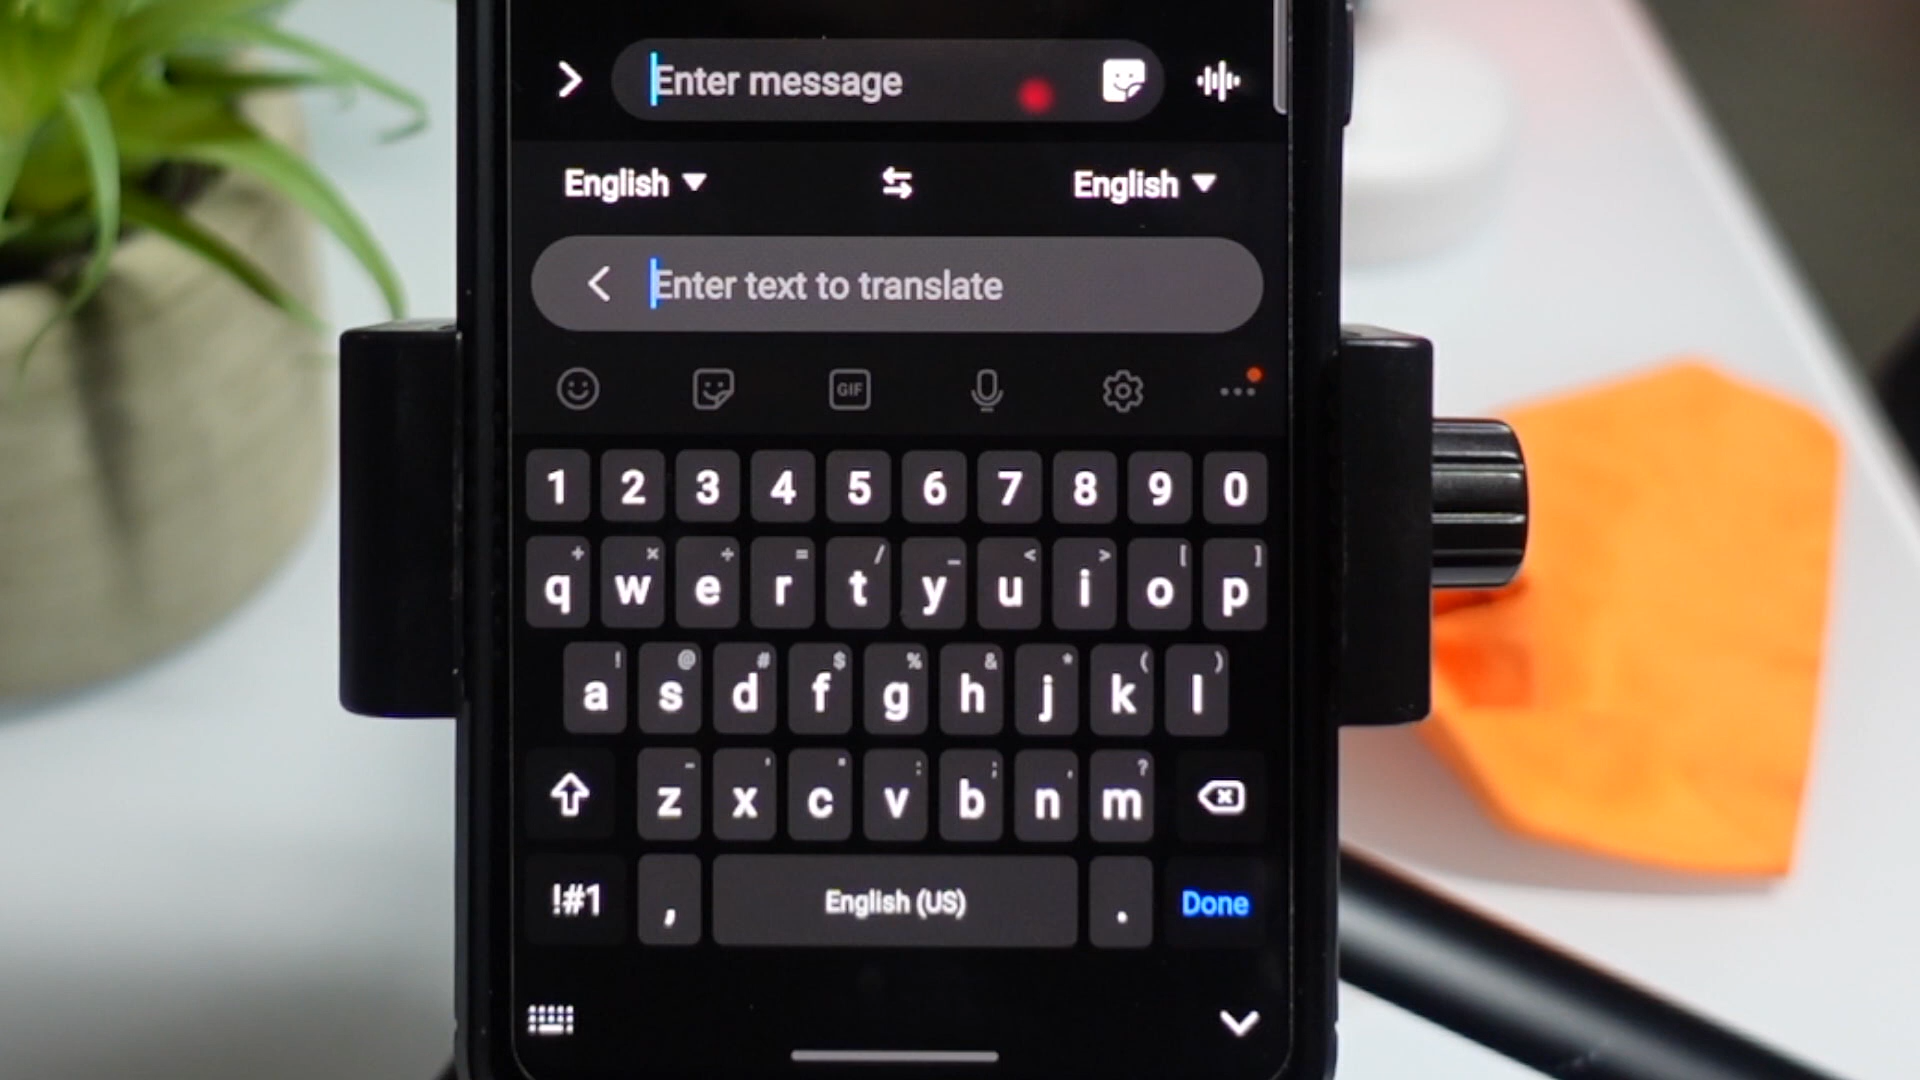 Enter message
English English
Enter text to translate
GIF
1 2 3 4 5 6 7 8 9 0
+ × ÷ = / _ < > [ ]
q w e r t y u i o p
! @ # $ % & * ( )
a s d f g h j k l
- ' " : ; , ?
z x c v b n m
!#1 , English (US) . Done